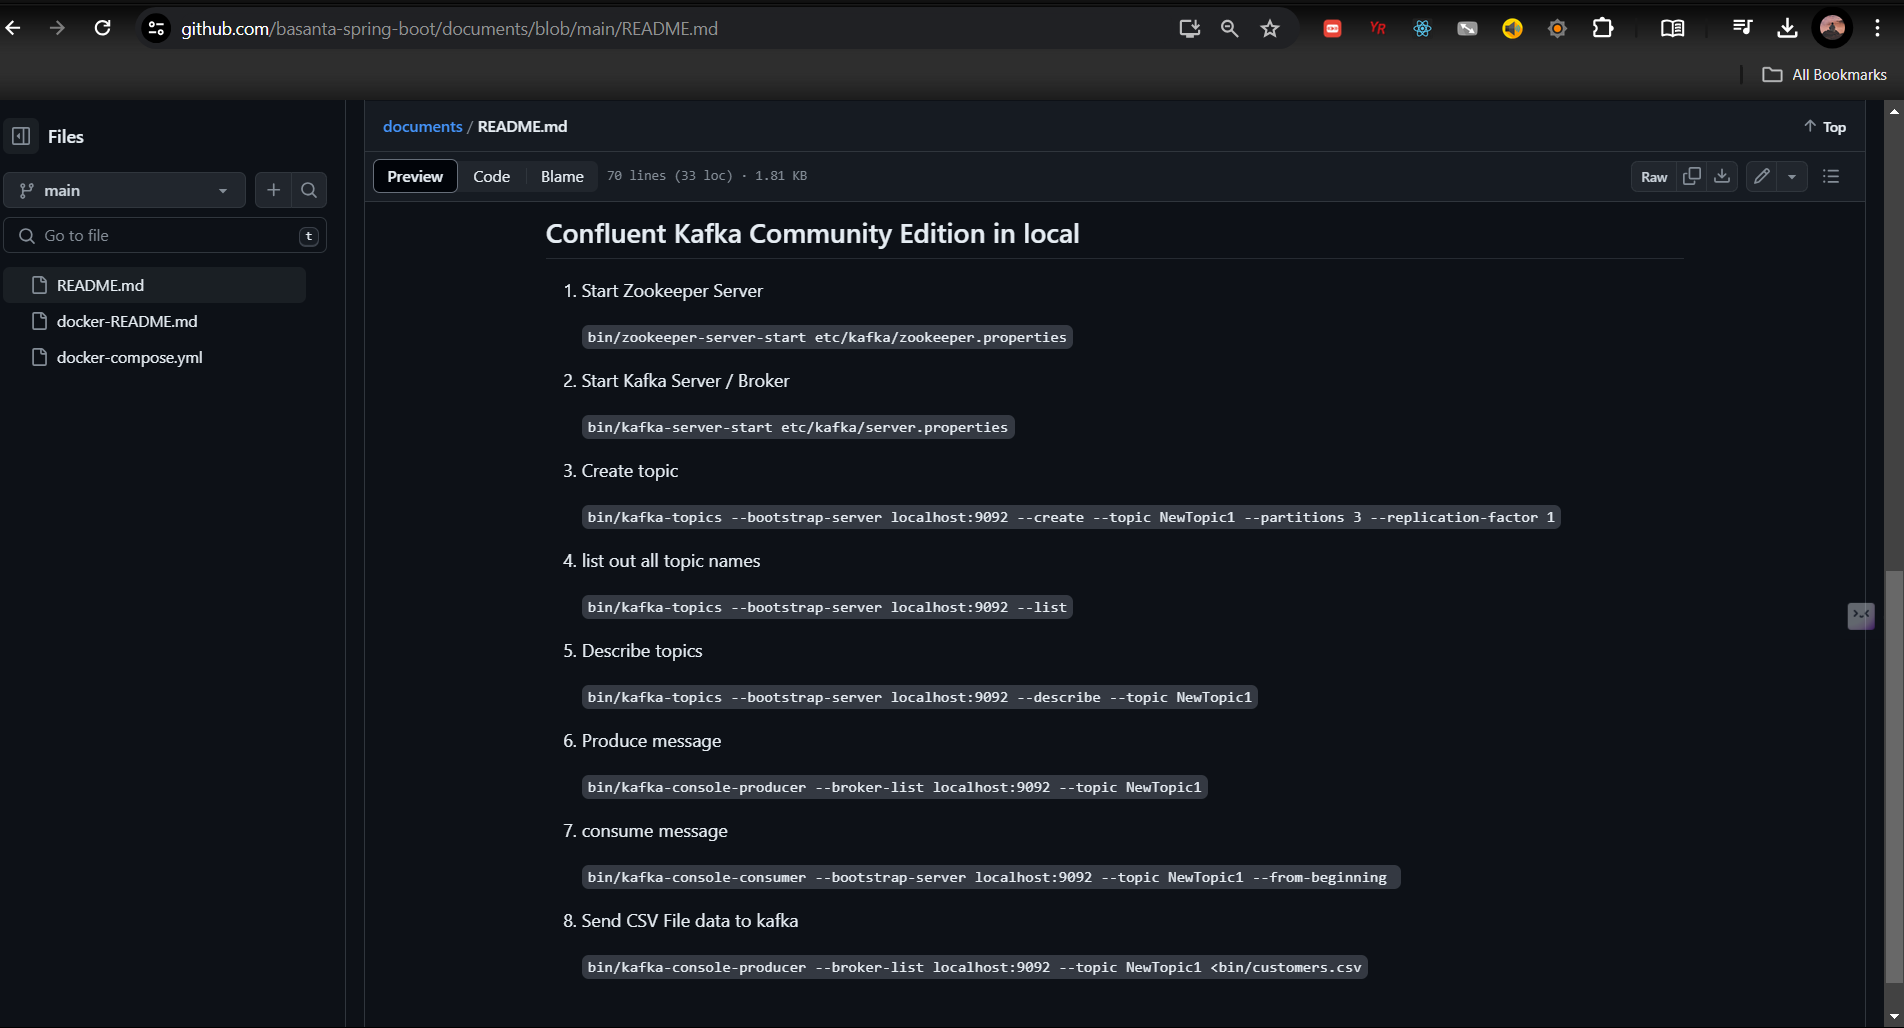 github.com/basanta-spring-boot/documents/blob/main/README.md
YR
All Bookmarks
Files
documents / README.md
Top
main
Preview Code Blame 70 lines (33 loc) · 1.81 KB
Raw
Go to file
t
README.md
docker-README.md
docker-compose.yml
Confluent Kafka Community Edition in local
1. Start Zookeeper Server
bin/zookeeper-server-start etc/kafka/zookeeper.properties
2. Start Kafka Server / Broker
bin/kafka-server-start etc/kafka/server.properties
3. Create topic
bin/kafka-topics --bootstrap-server localhost:9092 --create --topic NewTopic1 --partitions 3 --replication-factor 1
4. list out all topic names
bin/kafka-topics --bootstrap-server localhost:9092 --list
5. Describe topics
bin/kafka-topics --bootstrap-server localhost:9092 --describe --topic NewTopic1
6. Produce message
bin/kafka-console-producer --broker-list localhost:9092 --topic NewTopic1
7. consume message
bin/kafka-console-consumer --bootstrap-server localhost:9092 --topic NewTopic1 --from-beginning
8. Send CSV File data to kafka
bin/kafka-console-producer --broker-list localhost:9092 --topic NewTopic1 <bin/customers.csv